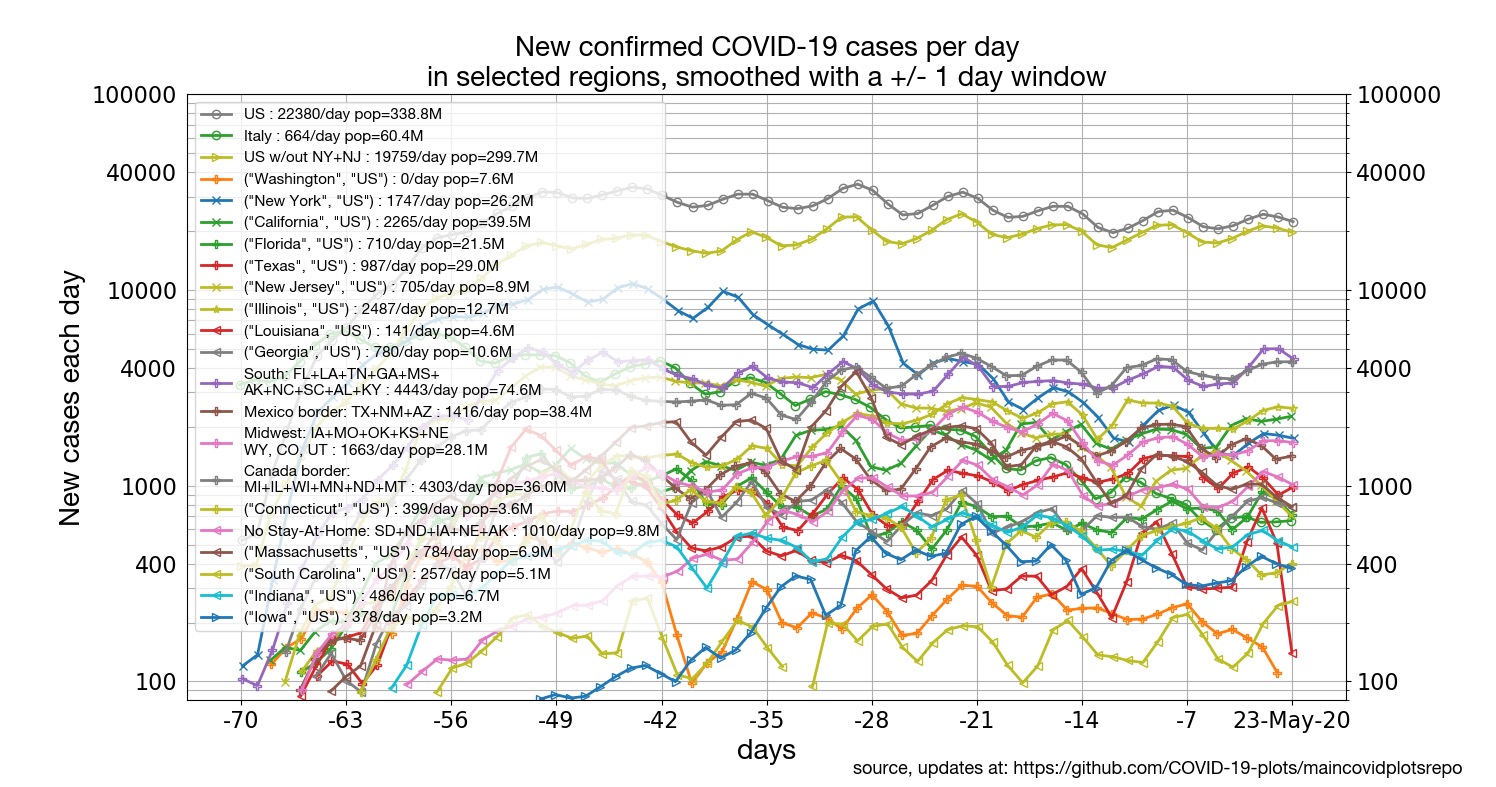 New confirmed COVID-19 cases per day
in selected regions, smoothed with a +/- 1 day window
100000
40000
10000
4000
1000
400
100
New cases each day
US : 22380/day pop=338.8M
Italy : 664/day pop=60.4M
US w/out NY+NJ : 19759/day pop=299.7M
("Washington", "US") : 0/day pop=7.6M
("New York", "US") : 1747/day pop=26.2M
("California", "US") : 2265/day pop=39.5M
("Florida", "US") : 710/day pop=21.5M
("Texas", "US") : 987/day pop=29.0M
("New Jersey", "US") : 705/day pop=8.9M
("Illinois", "US") : 2487/day pop=12.7M
("Louisiana", "US") : 141/day pop=4.6M
("Georgia", "US") : 780/day pop=10.6M
South: FL+LA+TN+GA+MS+
AK+NC+SC+AL+KY : 4443/day pop=74.6M
Mexico border: TX+NM+AZ : 1416/day pop=38.4M
Midwest: IA+MO+OK+KS+NE
WY, CO, UT : 1663/day pop=28.1M
Canada border:
MI+IL+WI+MN+ND+MT : 4303/day pop=36.0M
("Connecticut", "US") : 399/day pop=3.6M
No Stay-At-Home: SD+ND+IA+NE+AK : 1010/day pop=9.8M
("Massachusetts", "US") : 784/day pop=6.9M
("South Carolina", "US") : 257/day pop=5.1M
("Indiana", "US") : 486/day pop=6.7M
("Iowa", "US") : 378/day pop=3.2M
100000
40000
10000
4000
1000
400
100
-70 -63 -56 -49 -42 -35 -28 -21 -14 -7 23-May-20
days
source, updates at: https://github.com/COVID-19-plots/maincovidplotsrepo